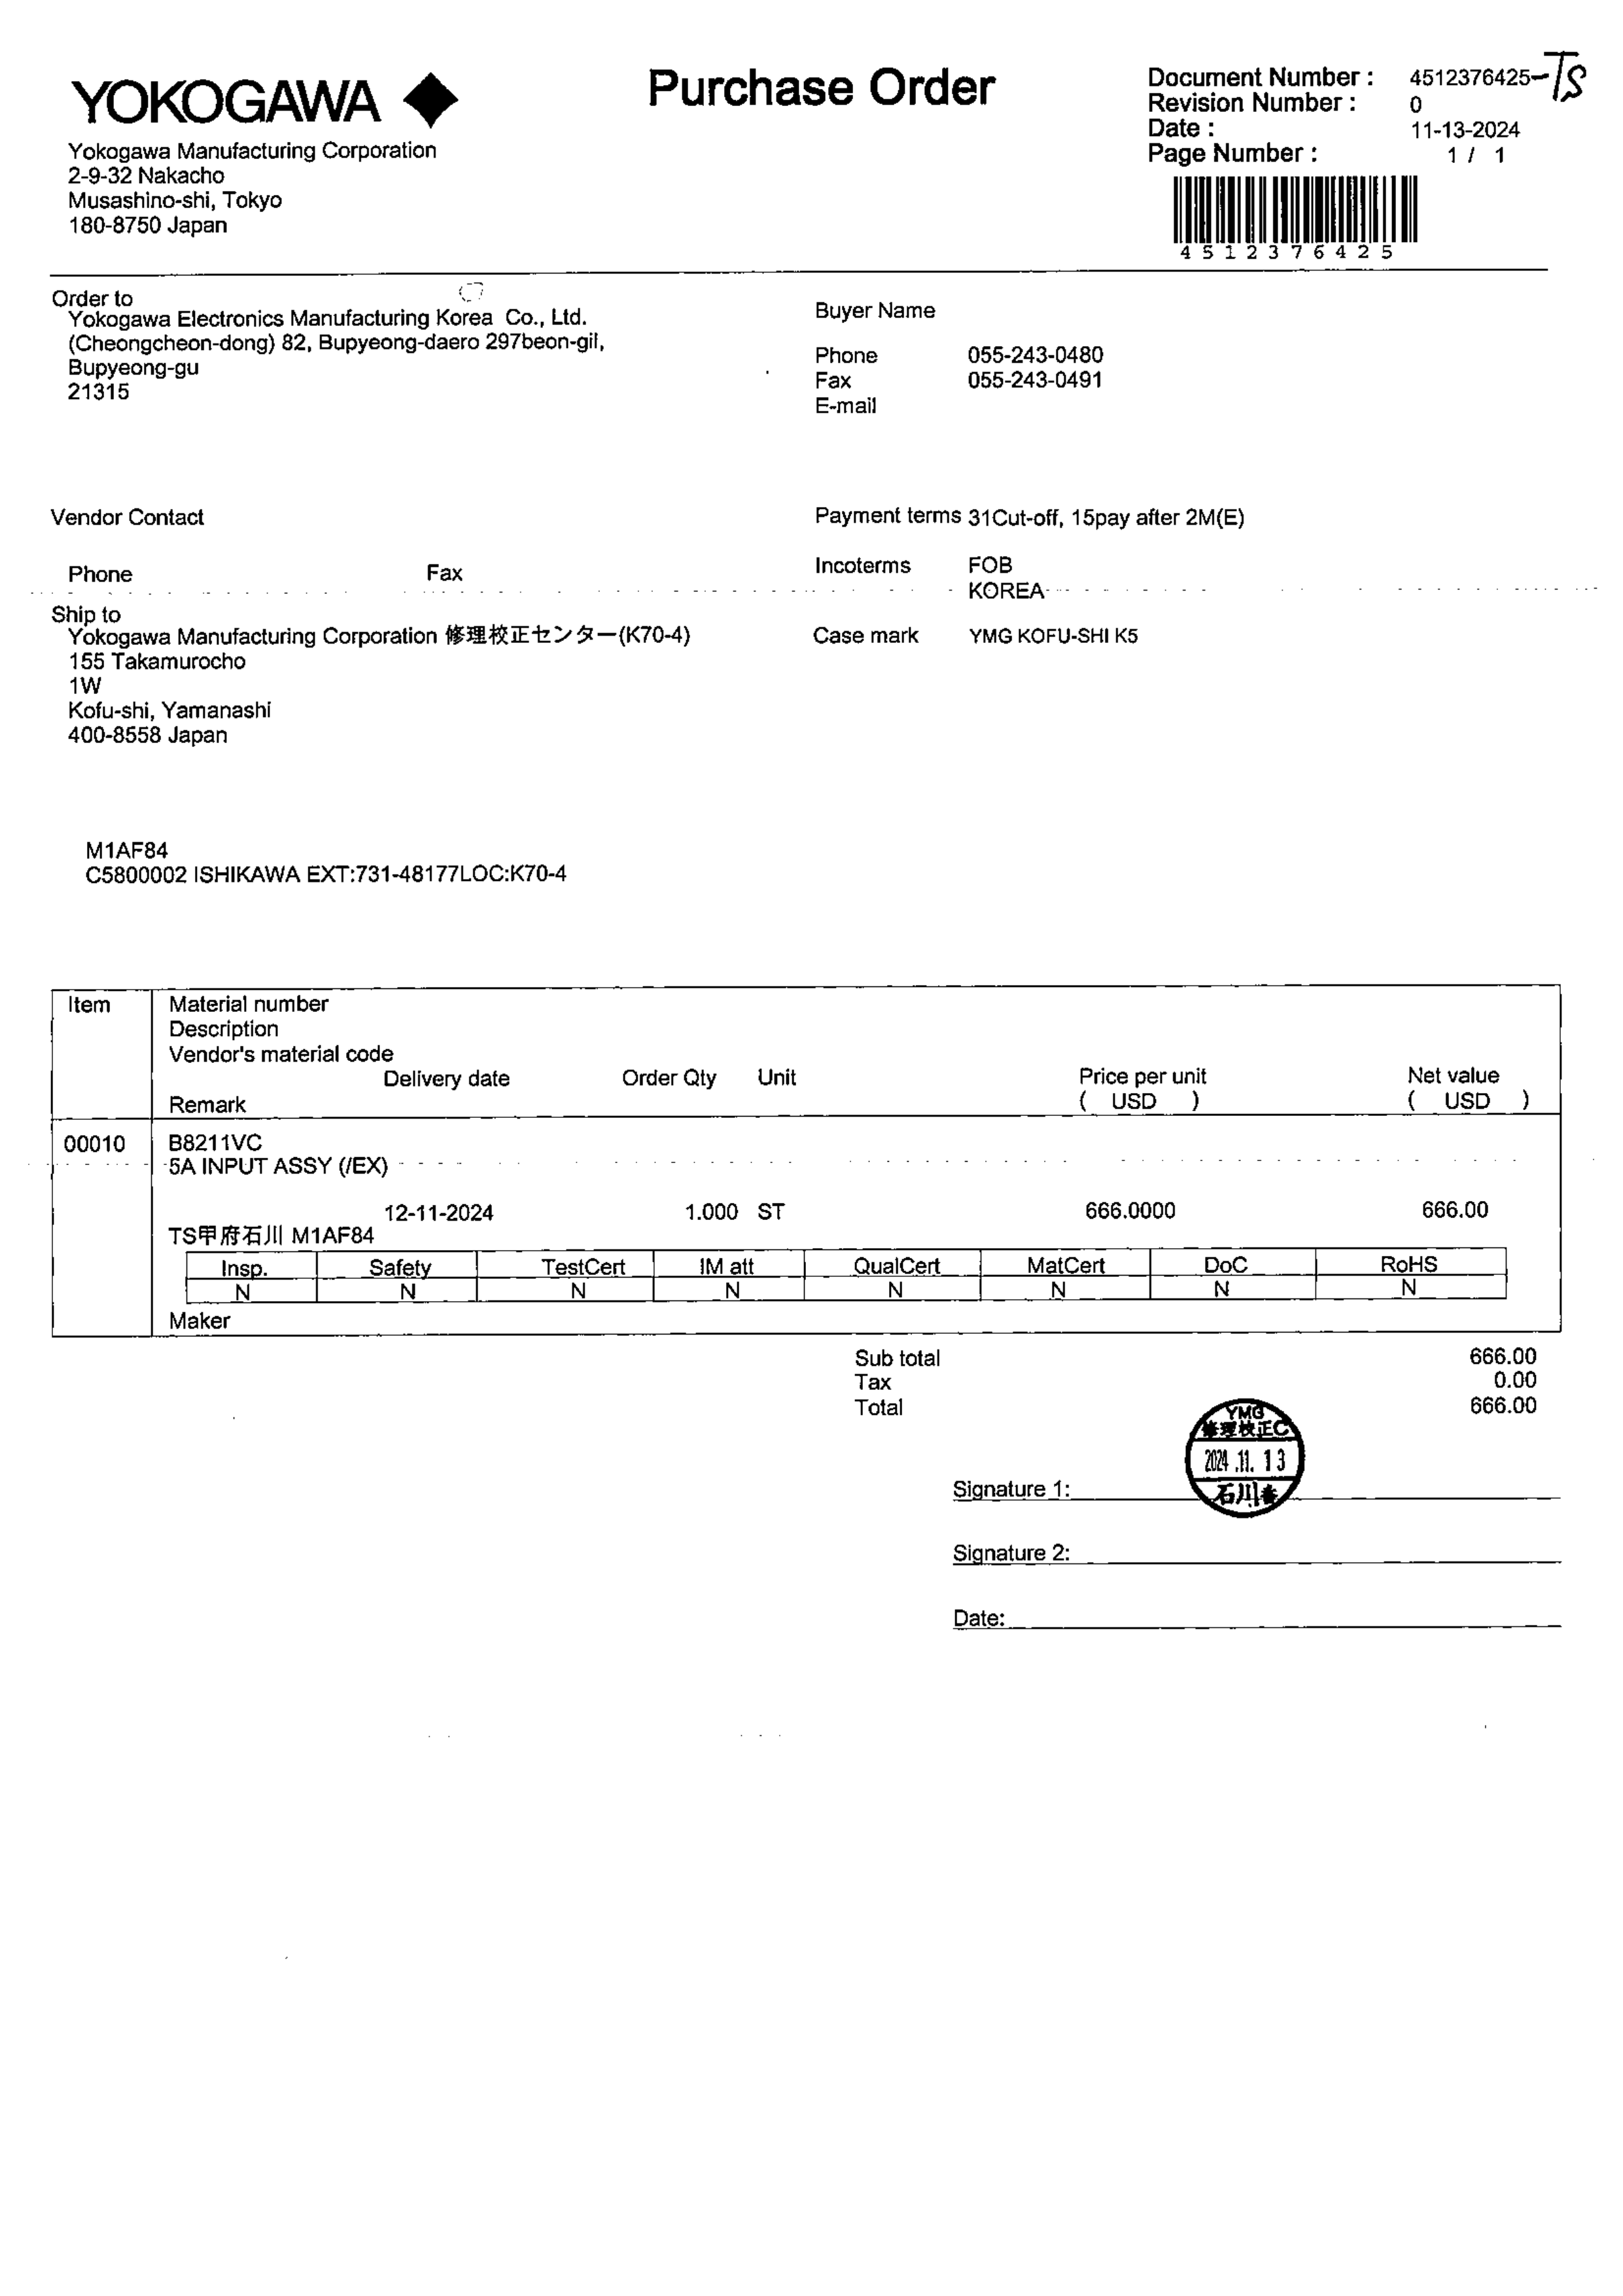 YOKOGAWA
Purchase Order
Document Number : 4512376425-TS
Revision Number : 0
Date : 11-13-2024
Page Number : 1 / 1
4512376425
Yokogawa Manufacturing Corporation
2-9-32 Nakacho
Musashino-shi, Tokyo
180-8750 Japan
Order to
Yokogawa Electronics Manufacturing Korea Co., Ltd.
(Cheongcheon-dong) 82, Bupyeong-daero 297beon-gil,
Bupyeong-gu
21315
Buyer Name
Phone 055-243-0480
Fax 055-243-0491
E-mail
Vendor Contact
Phone Fax
Payment terms 31Cut-off, 15pay after 2M(E)
Incoterms FOB
KOREA
Ship to
Yokogawa Manufacturing Corporation 修理校正センター(K70-4)
155 Takamurocho
1W
Kofu-shi, Yamanashi
400-8558 Japan
Case mark YMG KOFU-SHI K5
M1AF84
C5800002 ISHIKAWA EXT:731-48177LOC:K70-4
Item Material number
Description
Vendor's material code
Delivery date Order Qty Unit Price per unit Net value
Remark ( USD ) ( USD )
00010 B8211VC
5A INPUT ASSY (/EX)
12-11-2024 1.000 ST 666.0000 666.00
TS甲府石川 M1AF84
Insp. Safety TestCert IM att QualCert MatCert DoC RoHS
N N N N N N N N
Maker
Sub total 666.00
Tax 0.00
Total 666.00
YMG
修理校正C
2024.11.13
石川
Signature 1:
Signature 2:
Date: